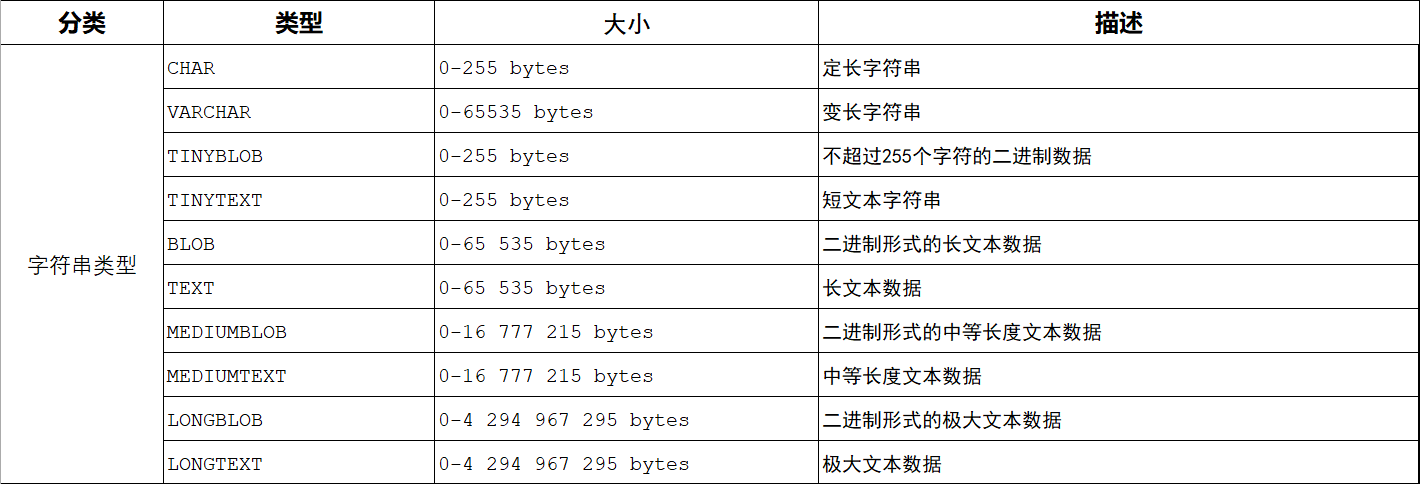 分类 类型 大小 描述
CHAR 0-255 bytes 定长字符串
VARCHAR 0-65535 bytes 变长字符串
TINYBLOB 0-255 bytes 不超过255个字符的二进制数据
TINYTEXT 0-255 bytes 短文本字符串
BLOB 0-65 535 bytes 二进制形式的长文本数据
字符串类型
TEXT 0-65 535 bytes 长文本数据
MEDIUMBLOB 0-16 777 215 bytes 二进制形式的中等长度文本数据
MEDIUMTEXT 0-16 777 215 bytes 中等长度文本数据
LONGBLOB 0-4 294 967 295 bytes 二进制形式的极大文本数据
LONGTEXT 0-4 294 967 295 bytes 极大文本数据